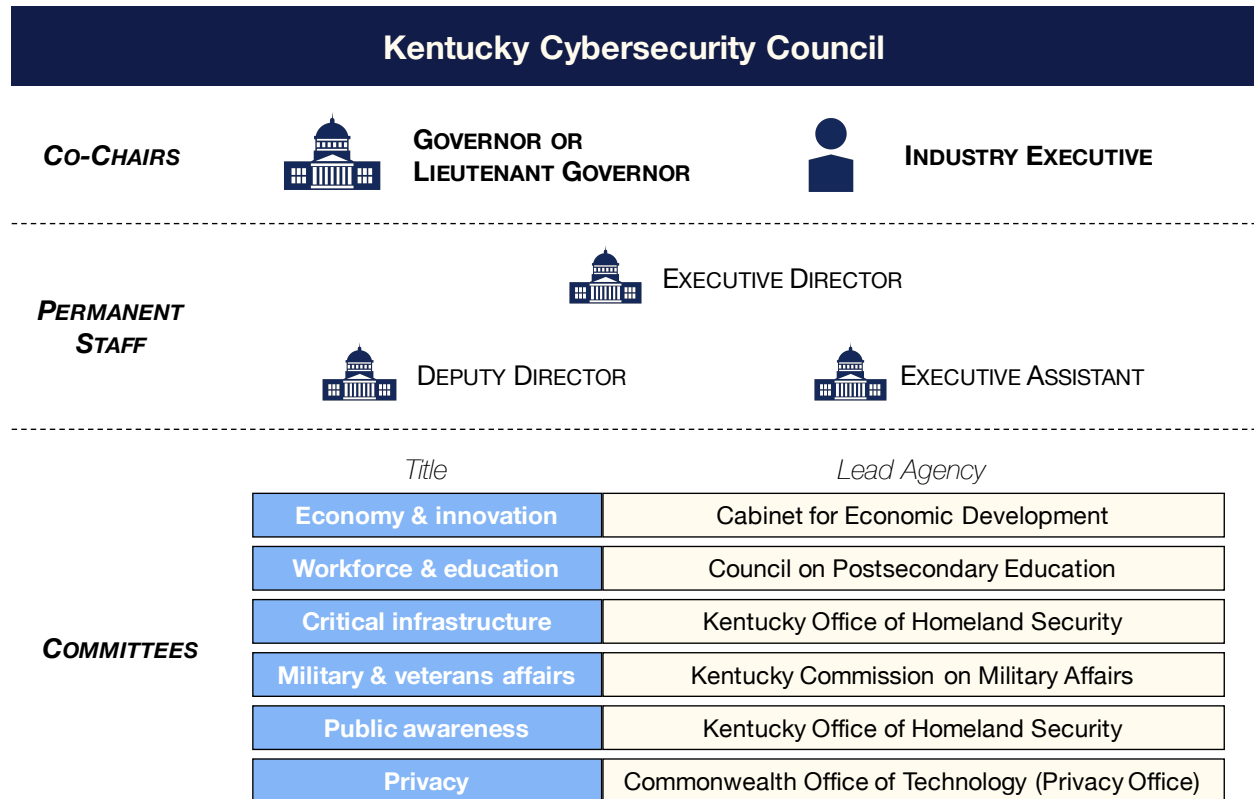 Kentucky Cybersecurity Council
CO-CHAIRS
GOVERNOR OR
LIEUTENANT GOVERNOR
INDUSTRY EXECUTIVE
PERMANENT
STAFF
EXECUTIVE DIRECTOR
DEPUTY DIRECTOR
EXECUTIVE ASSISTANT
COMMITTEES
Title
Lead Agency
Economy & innovation
Cabinet for Economic Development
Workforce & education
Council on Postsecondary Education
Critical infrastructure
Kentucky Office of Homeland Security
Military & veterans affairs
Kentucky Commission on Military Affairs
Public awareness
Kentucky Office of Homeland Security
Privacy
Commonwealth Office of Technology (Privacy Office)